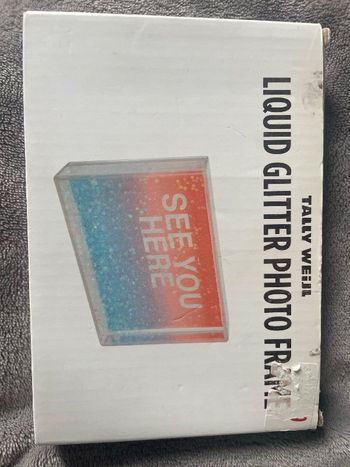 TALLY WEiJL
LIQUID GLITTER PHOTO FRAME
SEE YOU
HERE